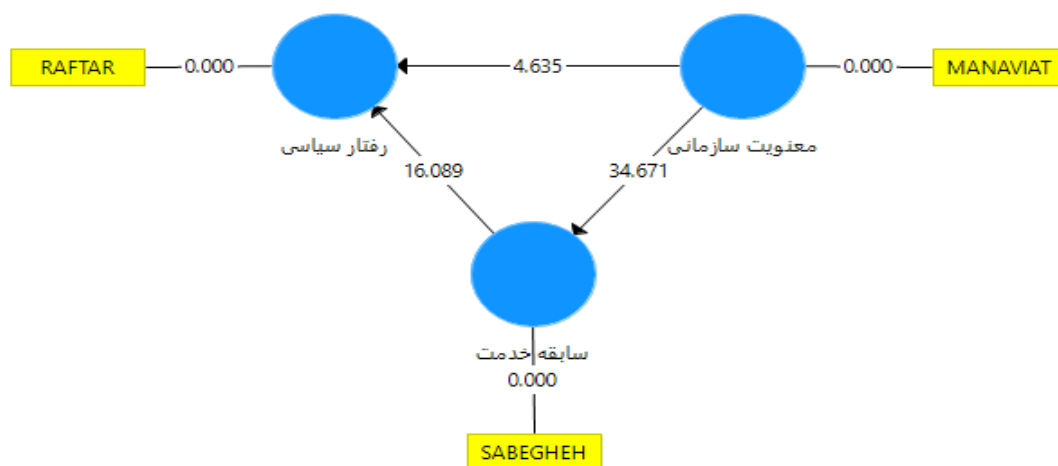 RAFTAR
0.000
4.635
0.000
MANAVIAT
رفتار سیاسی
معنویت سازمانی
16.089
34.671
سابقه خدمت
0.000
SABEGHEH